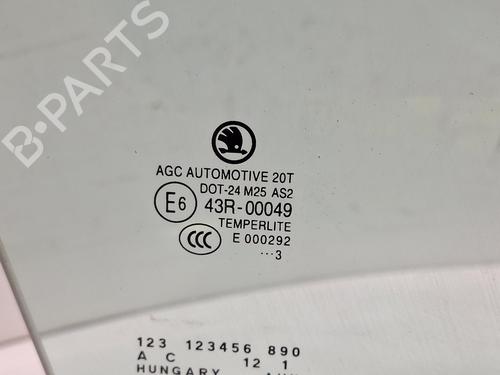 B-PARTS
AGC AUTOMOTIVE 20T
DOT-24 M25 AS2
E6 43R-00049
TEMPERLITE
CCC E 000292
···3
123 123456 890
A C 12 1
HUNGARY